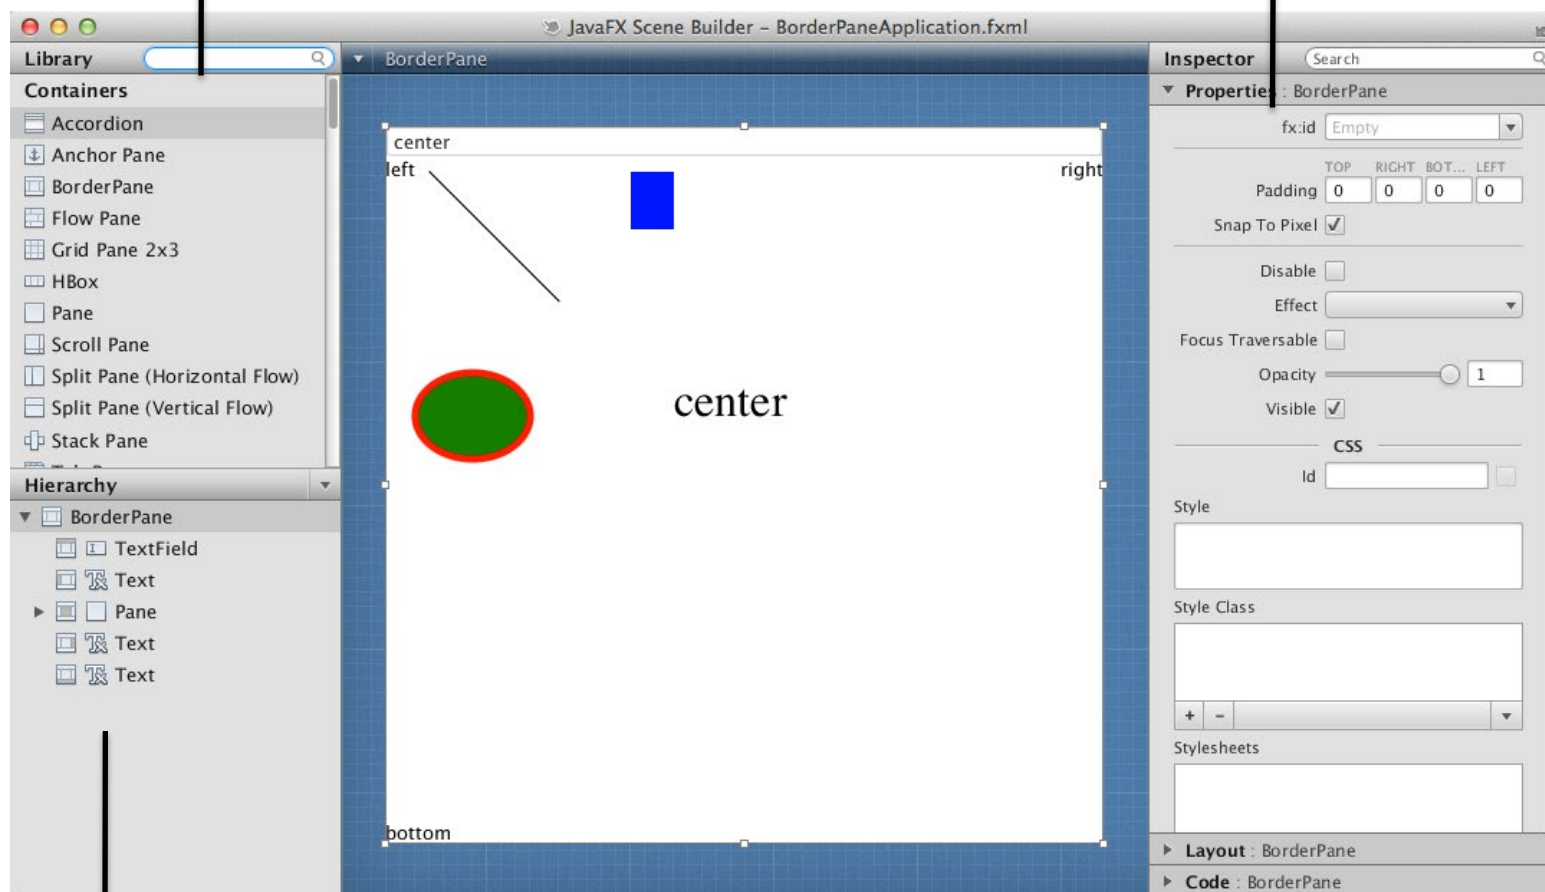 JavaFX Scene Builder – BorderPaneApplication.fxml
Library
Containers
Accordion
Anchor Pane
BorderPane
Flow Pane
Grid Pane 2x3
HBox
Pane
Scroll Pane
Split Pane (Horizontal Flow)
Split Pane (Vertical Flow)
Stack Pane
Hierarchy
BorderPane
TextField
Text
Pane
Text
Text
BorderPane
center
left
right
center
bottom
Inspector
Search
Properties : BorderPane
fx:id Empty
TOP RIGHT BOT... LEFT
Padding 0 0 0 0
Snap To Pixel
Disable
Effect
Focus Traversable
Opacity 1
Visible
CSS
Id
Style
Style Class
+ –
Stylesheets
Layout : BorderPane
Code : BorderPane